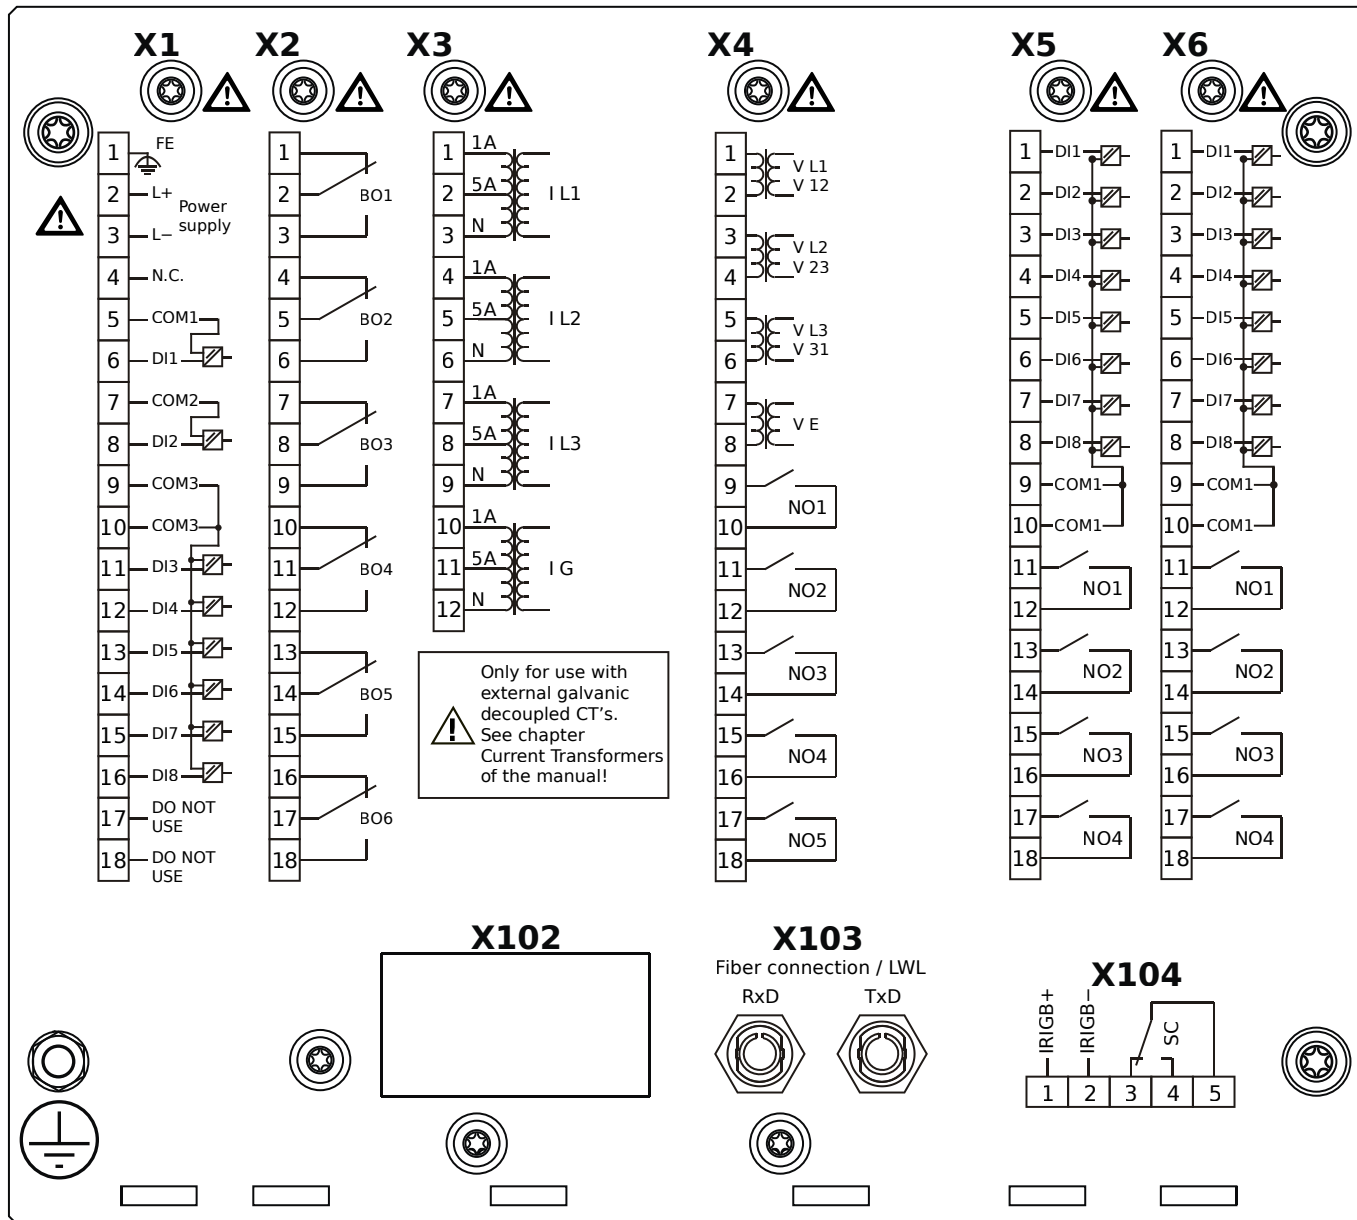 X1
X2
X3
X4
X5
X6
1 FE
2 L+
Power
supply
3 L−
4 N.C.
5 COM1
6 DI1
7 COM2
8 DI2
9 COM3
10 COM3
11 DI3
12 DI4
13 DI5
14 DI6
15 DI7
16 DI8
17 DO NOT
USE
18 DO NOT
USE
1
2 BO1
3
4
5 BO2
6
7
8 BO3
9
10
11 BO4
12
13
14 BO5
15
16
17 BO6
18
1 1A
2 5A I L1
3 N
4 1A
5 5A I L2
6 N
7 1A
8 5A I L3
9 N
10 1A
11 5A I G
12 N
Only for use with
external galvanic
decoupled CT's.
See chapter
Current Transformers
of the manual!
1 V L1
2 V 12
3 V L2
4 V 23
5 V L3
6 V 31
7 V E
8
9 NO1
10
11 NO2
12
13 NO3
14
15 NO4
16
17 NO5
18
1 DI1
2 DI2
3 DI3
4 DI4
5 DI5
6 DI6
7 DI7
8 DI8
9 COM1
10 COM1
11 NO1
12
13 NO2
14
15 NO3
16
17 NO4
18
1 DI1
2 DI2
3 DI3
4 DI4
5 DI5
6 DI6
7 DI7
8 DI8
9 COM1
10 COM1
11 NO1
12
13 NO2
14
15 NO3
16
17 NO4
18
X102
X103
Fiber connection / LWL
RxD TxD
X104
IRIGB+
IRIGB−
SC
1 2 3 4 5